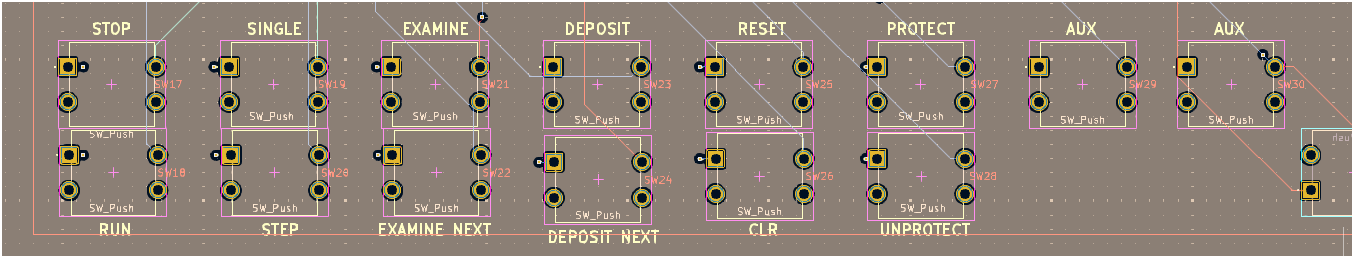 STOP SINGLE EXAMINE DEPOSIT RESET PROTECT AUX AUX
SW17 SW19 SW21 SW23 SW25 SW27 SW29 SW30
SW_Push SW_Push SW_Push SW_Push SW_Push SW_Push SW_Push SW_Push
SW18 SW20 SW22 SW24 SW26 SW28
SW_Push SW_Push SW_Push SW_Push SW_Push SW_Push
RUN STEP EXAMINE NEXT DEPOSIT NEXT CLR UNPROTECT